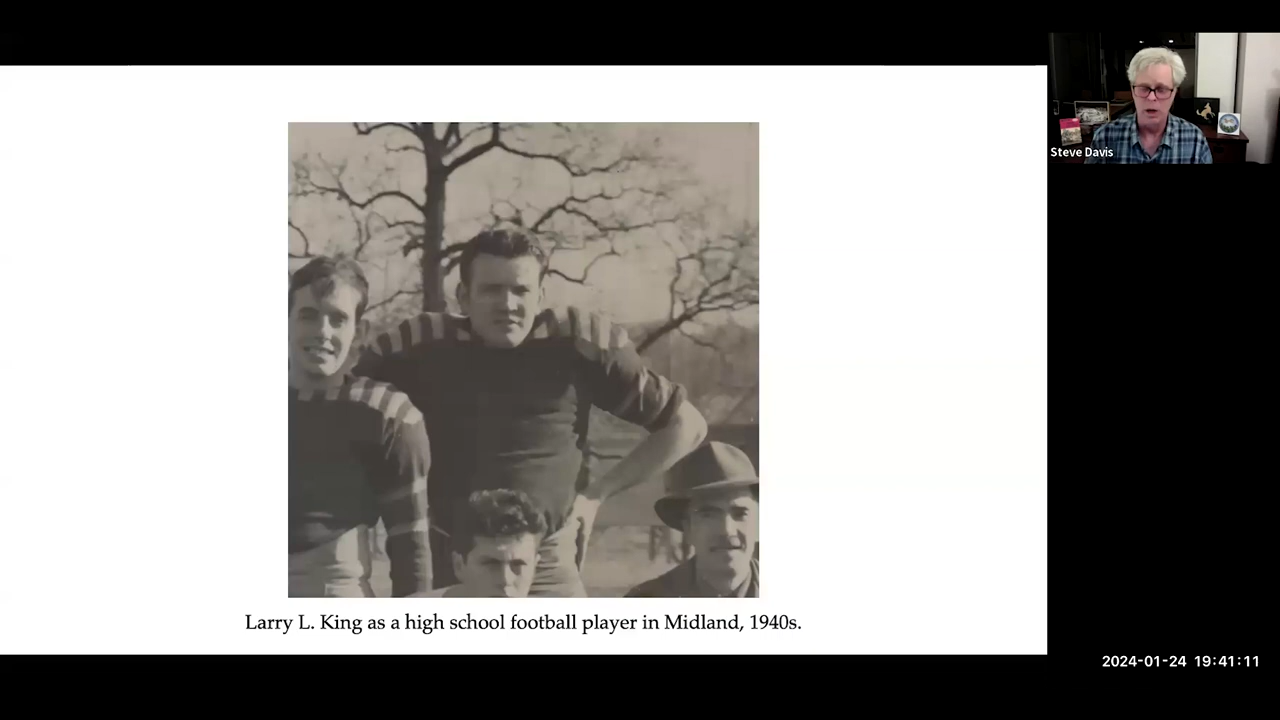 Steve Davis
Larry L. King as a high school football player in Midland, 1940s.
2024-01-24 19:41:11